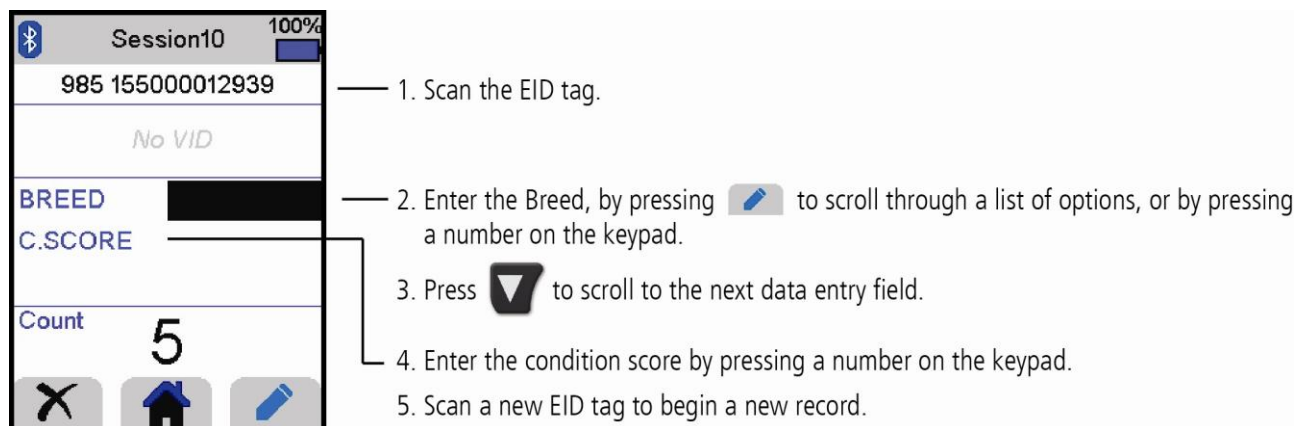 Session10
100%
985 155000012939
No VID
BREED
C.SCORE
Count
5
1. Scan the EID tag.
2. Enter the Breed, by pressing to scroll through a list of options, or by pressing
a number on the keypad.
3. Press to scroll to the next data entry field.
4. Enter the condition score by pressing a number on the keypad.
5. Scan a new EID tag to begin a new record.